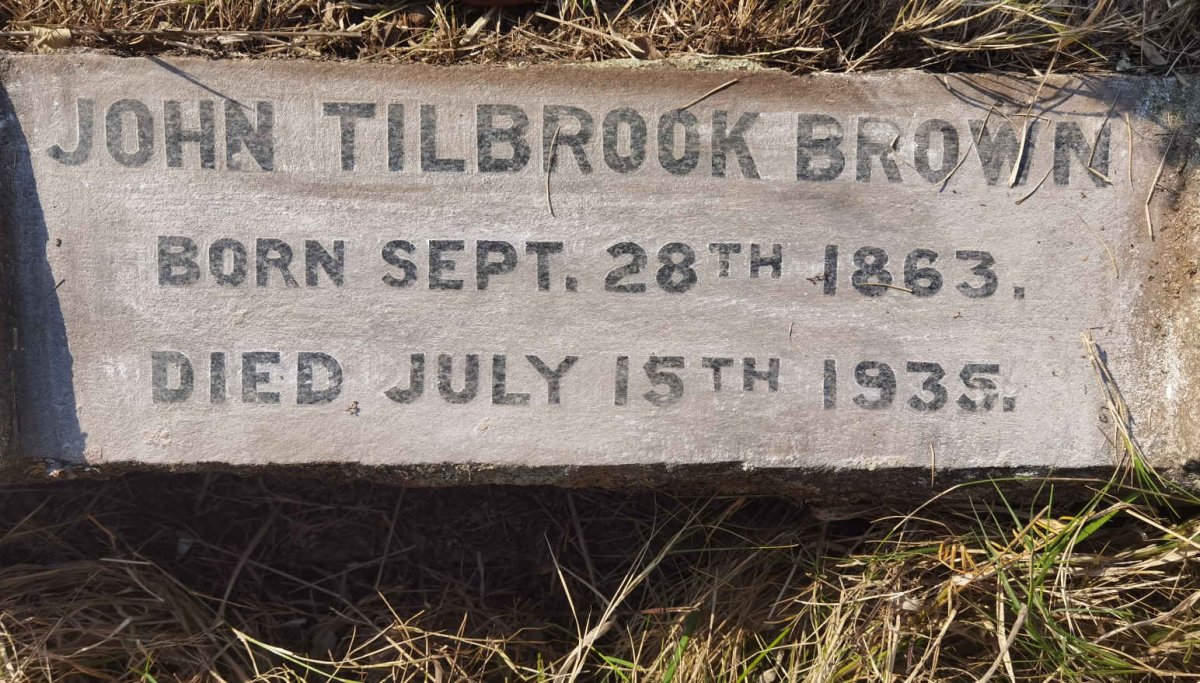 JOHN TILBROOK BROWN
BORN SEPT. 28TH 1863.
DIED JULY 15TH 1935.